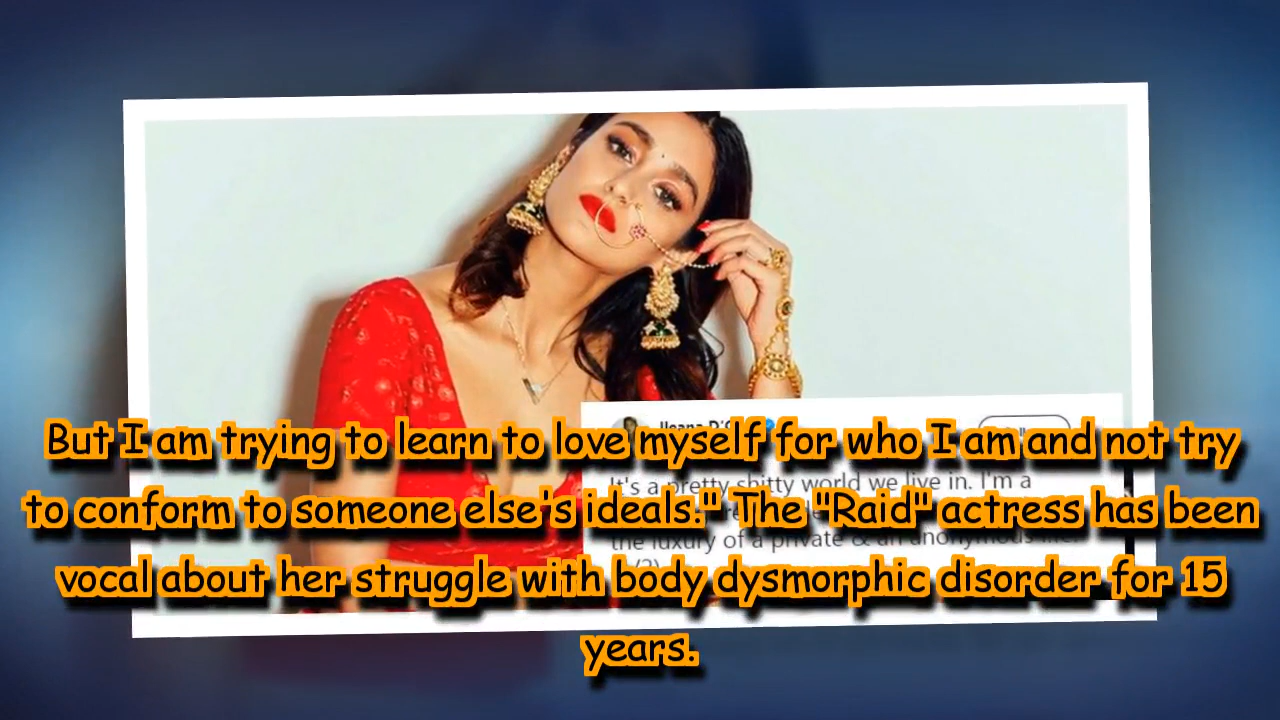 But I am trying to learn to love myself for who I am and not try
to conform to someone else's ideals." The "Raid" actress has been
vocal about her struggle with body dysmorphic disorder for 15
years.
It's a pretty shitty world we live in. I'm a
the luxury of a private & an anonymous